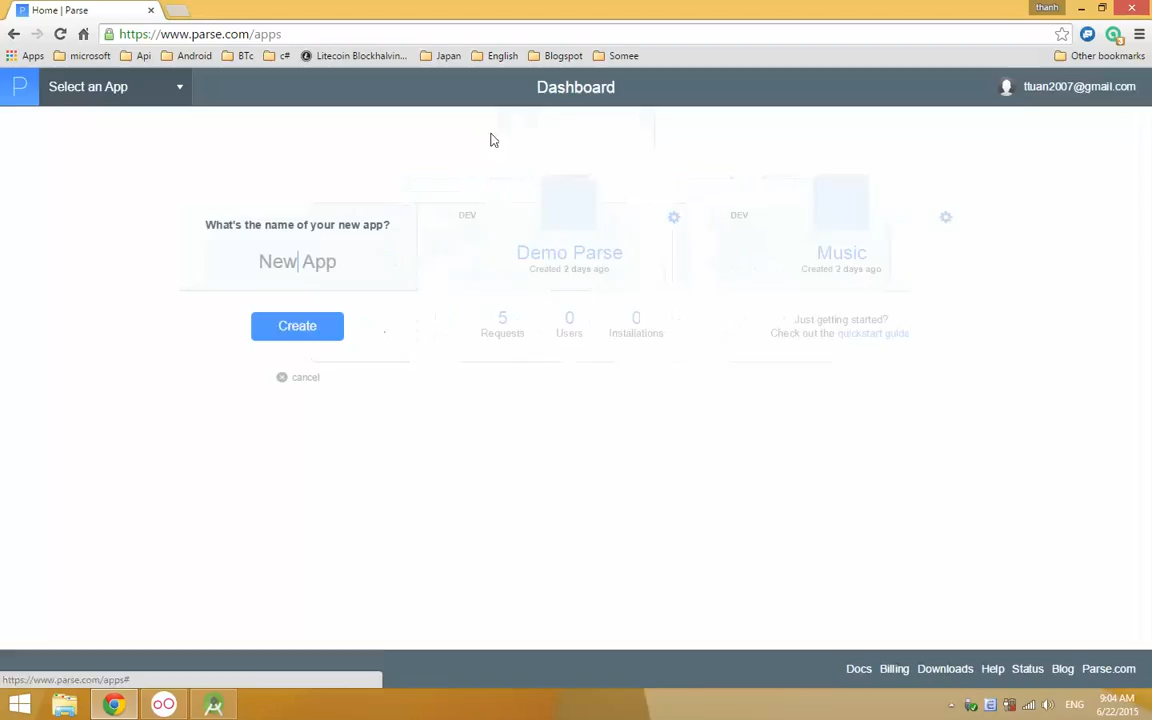 Home | Parse
thanh
https://www.parse.com/apps
Apps microsoft Api Android BTc c# Litecoin Blockhalvin... Japan English Blogspot Somee Other bookmarks
P Select an App Dashboard tluan2007@gmail.com
What's the name of your new app?
New App
Create
cancel
DEV
Demo Parse
Created 2 days ago
5 0 0
Requests Users Installations
DEV
Music
Created 2 days ago
Just getting started?
Check out the quickstart guide
Docs Billing Downloads Help Status Blog Parse.com
https://www.parse.com/apps#
ENG
9:04 AM
6/22/2015